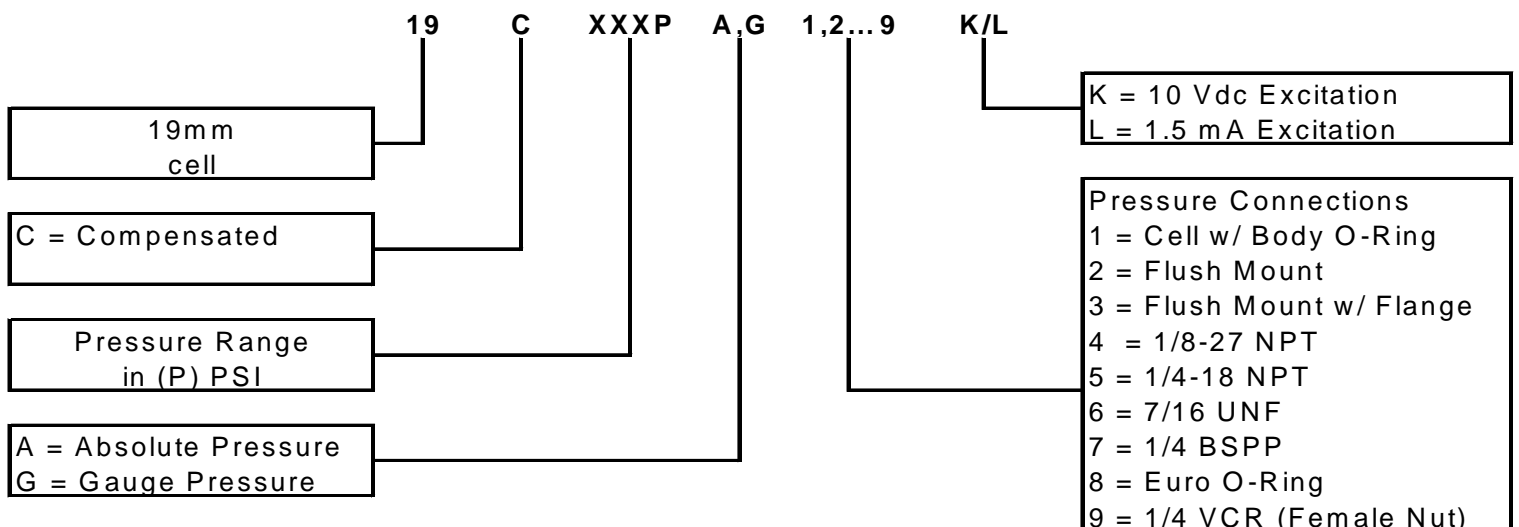 19 C XXXP A,G 1,2...9 K/L
19mm
cell
C = Compensated
Pressure Range
in (P) PSI
A = Absolute Pressure
G = Gauge Pressure
K = 10 Vdc Excitation
L = 1.5 mA Excitation
Pressure Connections
1 = Cell w/ Body O-Ring
2 = Flush Mount
3 = Flush Mount w/ Flange
4 = 1/8-27 NPT
5 = 1/4-18 NPT
6 = 7/16 UNF
7 = 1/4 BSPP
8 = Euro O-Ring
9 = 1/4 VCR (Female Nut)